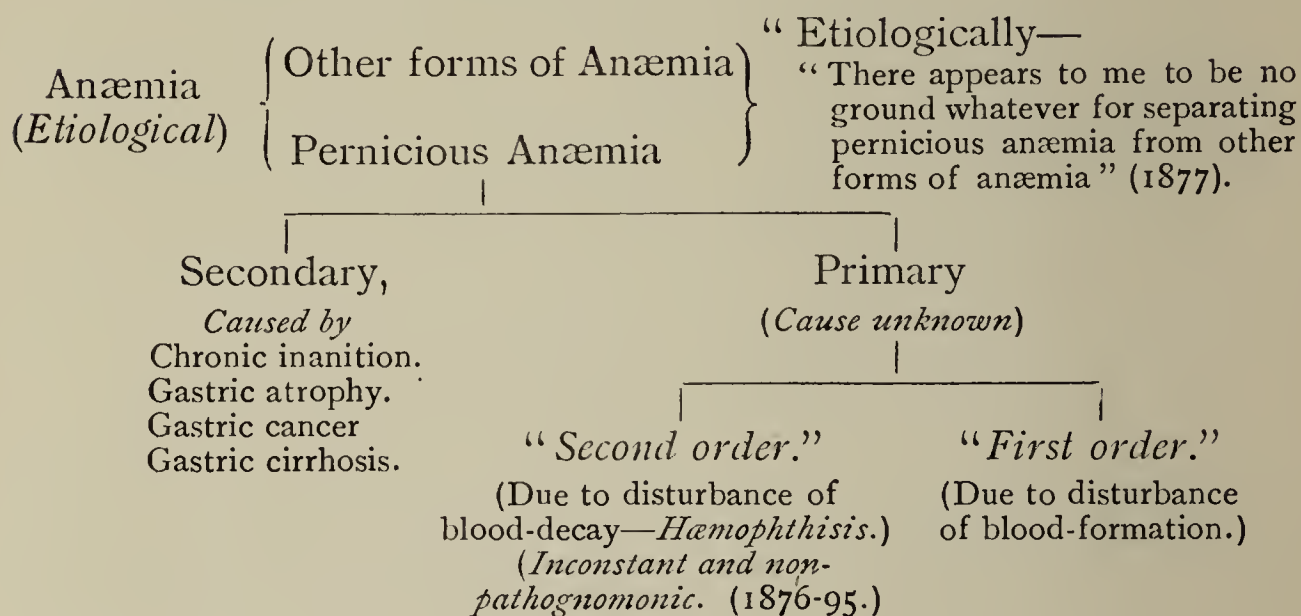 Anæmia
(Etiological)
Other forms of Anæmia
Pernicious Anæmia
“ Etiologically—
“ There appears to me to be no
ground whatever for separating
pernicious anæmia from other
forms of anæmia ” (1877).
Secondary,
Caused by
Chronic inanition.
Gastric atrophy.
Gastric cancer
Gastric cirrhosis.
Primary
(Cause unknown)
“ Second order.”
(Due to disturbance of
blood-decay—Hæmophthisis.)
(Inconstant and non-
pathognomonic. (1876-95.)
“First order.”
(Due to disturbance
of blood-formation.)